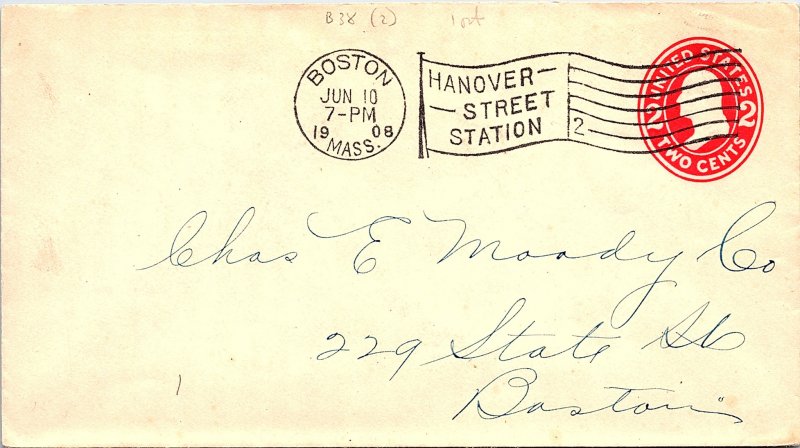 B38 (2)
BOSTON
JUN 10
7-PM
19 08
MASS.
HANOVER-
-STREET
STATION
2
UNITED STATES
2 2
TWO CENTS
Chas E Moody Co
229 State St
Boston